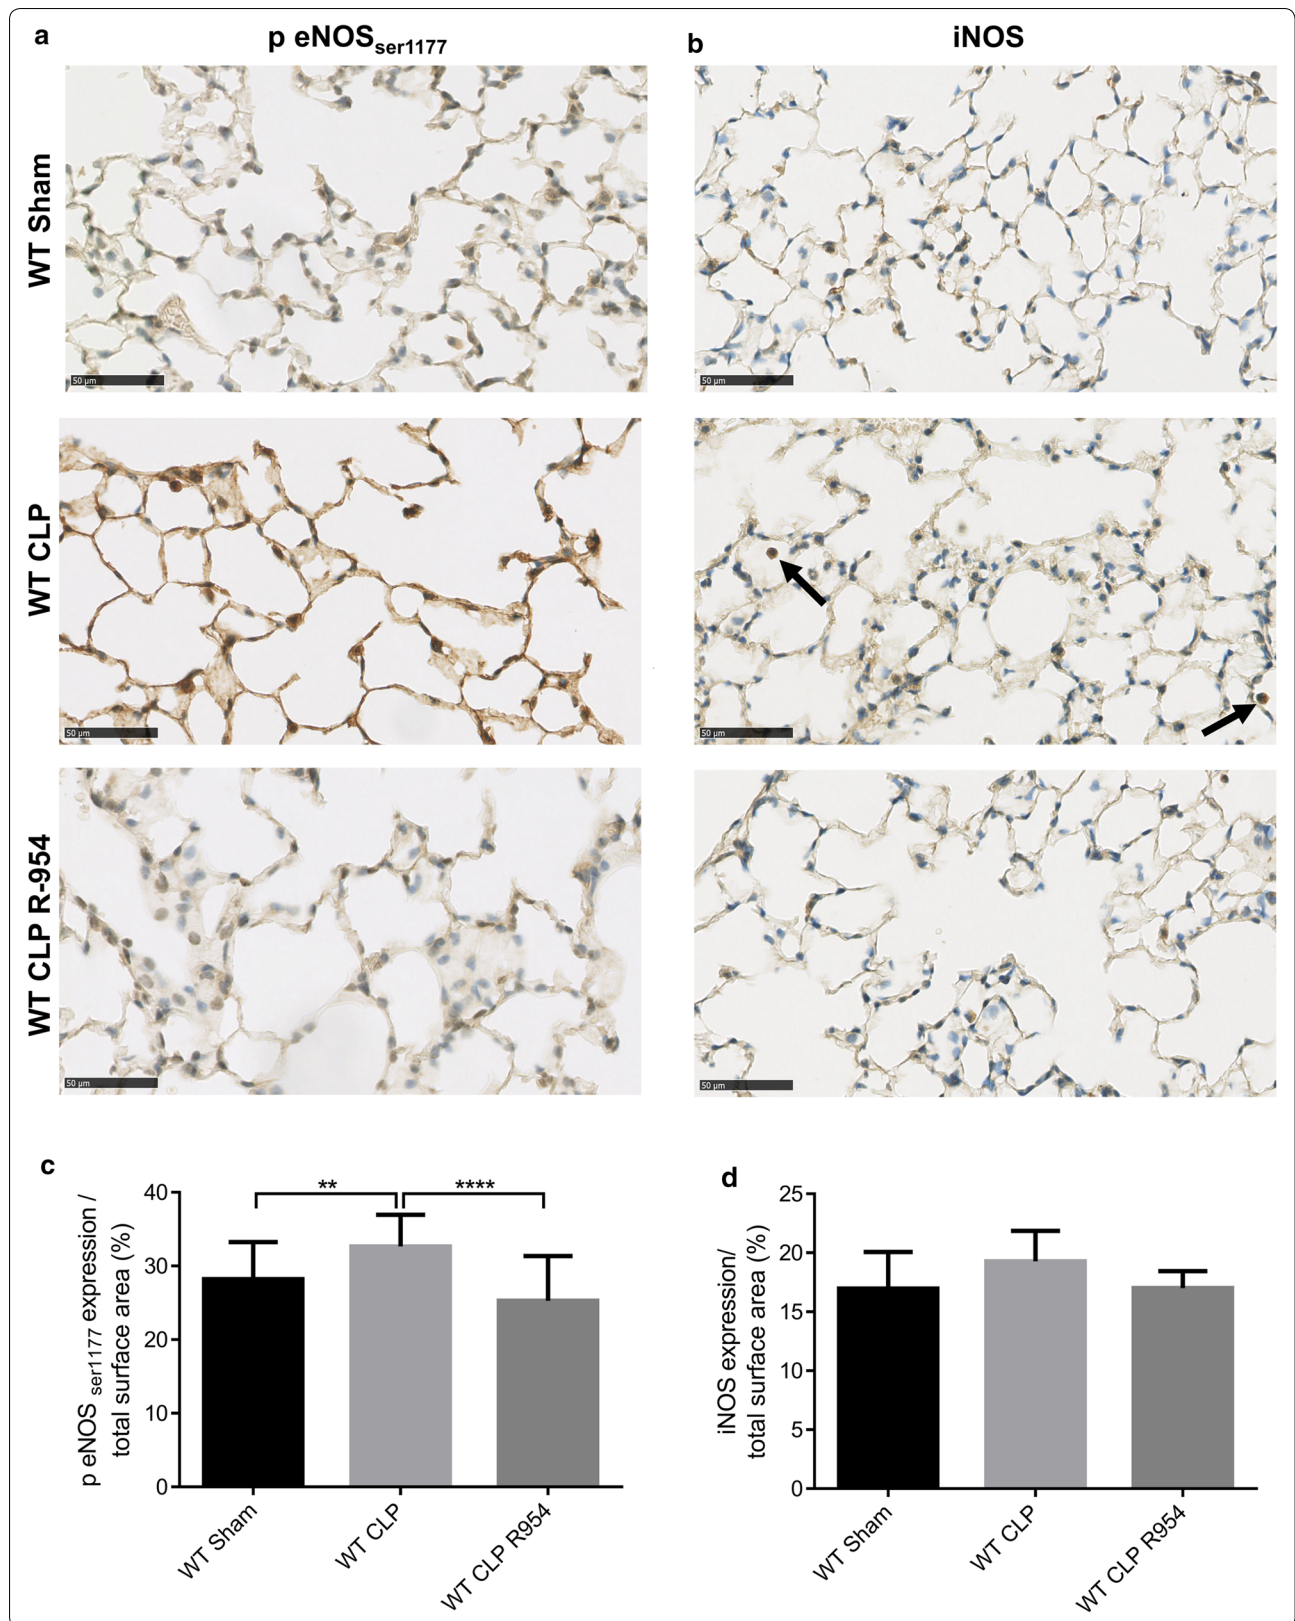 a
p eNOSser1177
b
iNOS
WT Sham
50 µm
50 µm
WT CLP
50 µm
50 µm
WT CLP R-954
50 µm
50 µm
c
p eNOS ser1177 expression /
total surface area (%)
40
30
20
10
0
**
****
WT Sham
WT CLP
WT CLP R954
d
iNOS expression/
total surface area (%)
25
20
15
10
5
0
WT Sham
WT CLP
WT CLP R954